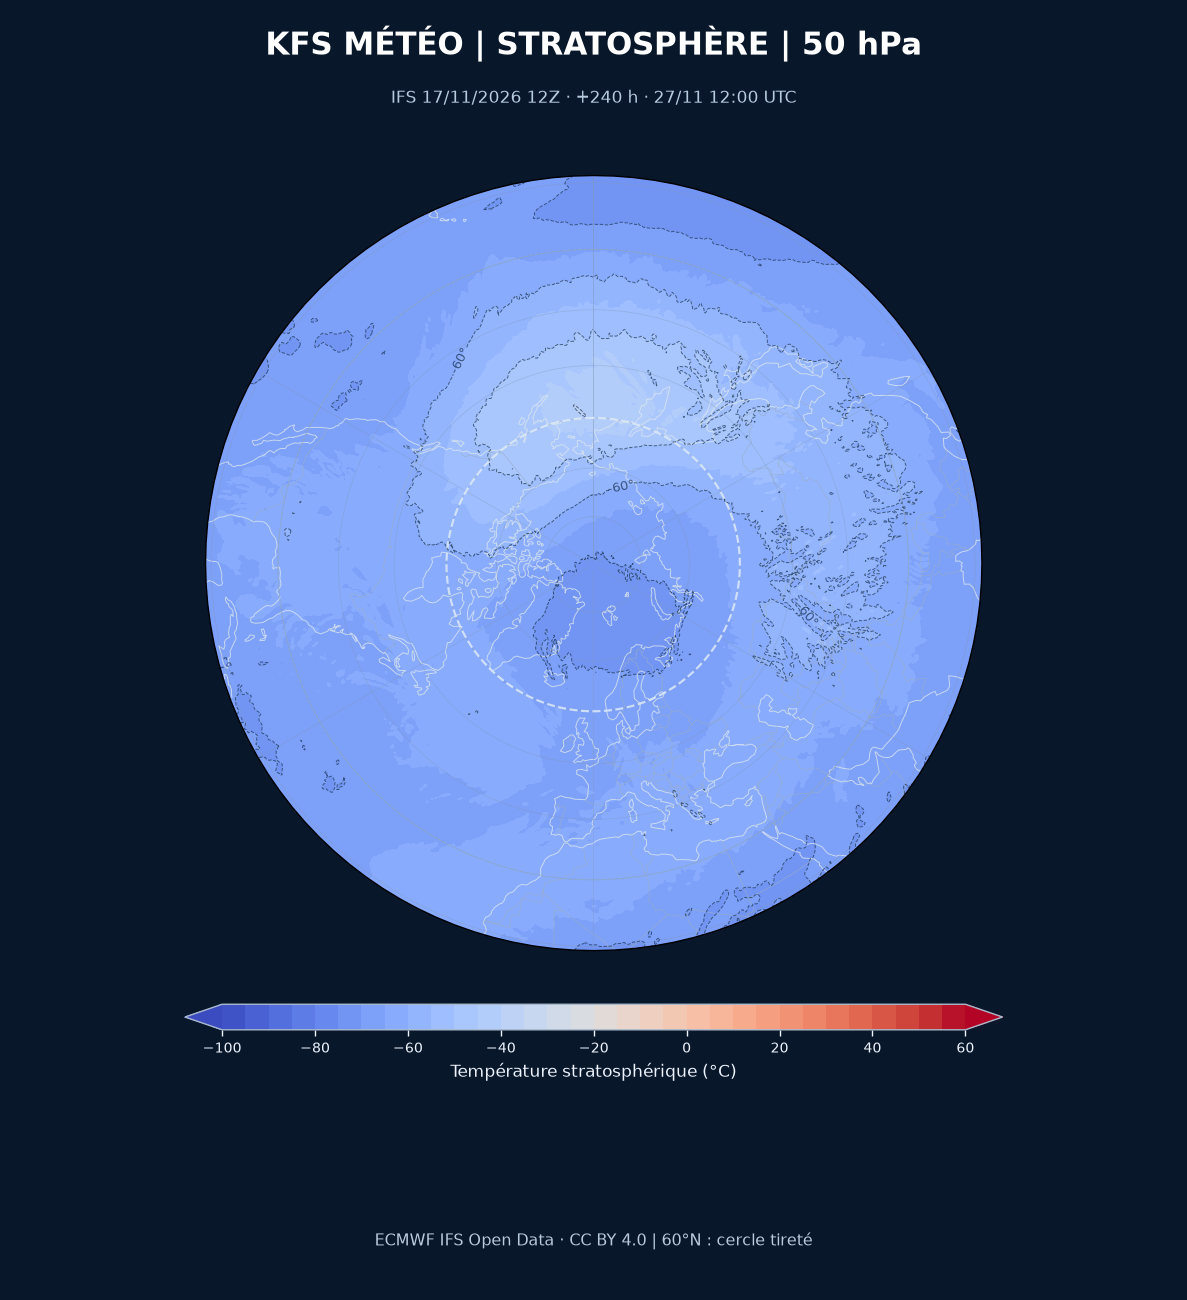 KFS MÉTÉO | STRATOSPHÈRE | 50 hPa
IFS 17/11/2026 12Z · +240 h · 27/11 12:00 UTC
60°
60°
60°
−100 −80 −60 −40 −20 0 20 40 60
Température stratosphérique (°C)
ECMWF IFS Open Data · CC BY 4.0 | 60°N : cercle tireté